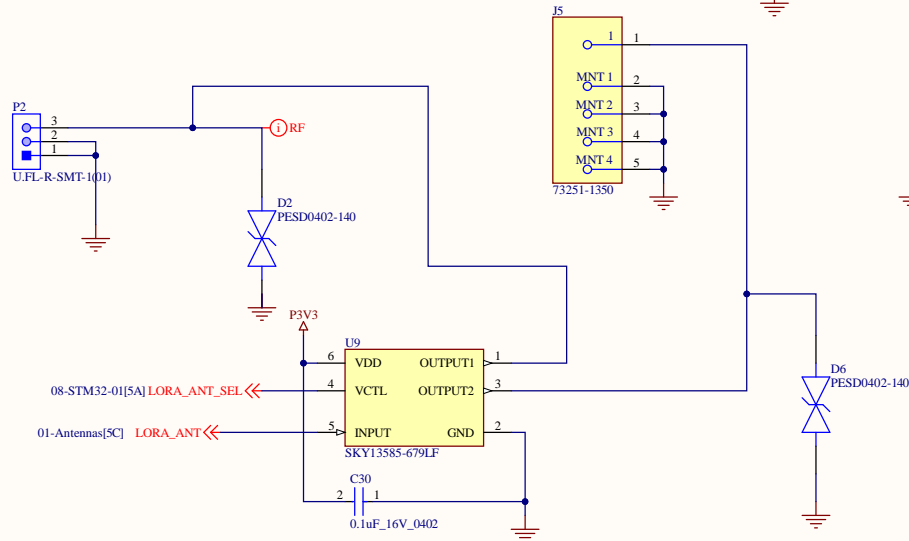 J5
1 1
MNT 1 2
MNT 2 3
MNT 3 4
MNT 4 5
73251-1350
P2
3
2
1
U.FL-R-SMT-1(01)
i RF
D2
PESD0402-140
P3V3
U9
6 VDD OUTPUT1 1
4 VCTL OUTPUT2 3
5 INPUT GND 2
SKY13585-679LF
08-STM32-01[5A] LORA_ANT_SEL
01-Antennas[5C] LORA_ANT
C30
2 1
0.1uF_16V_0402
D6
PESD0402-140